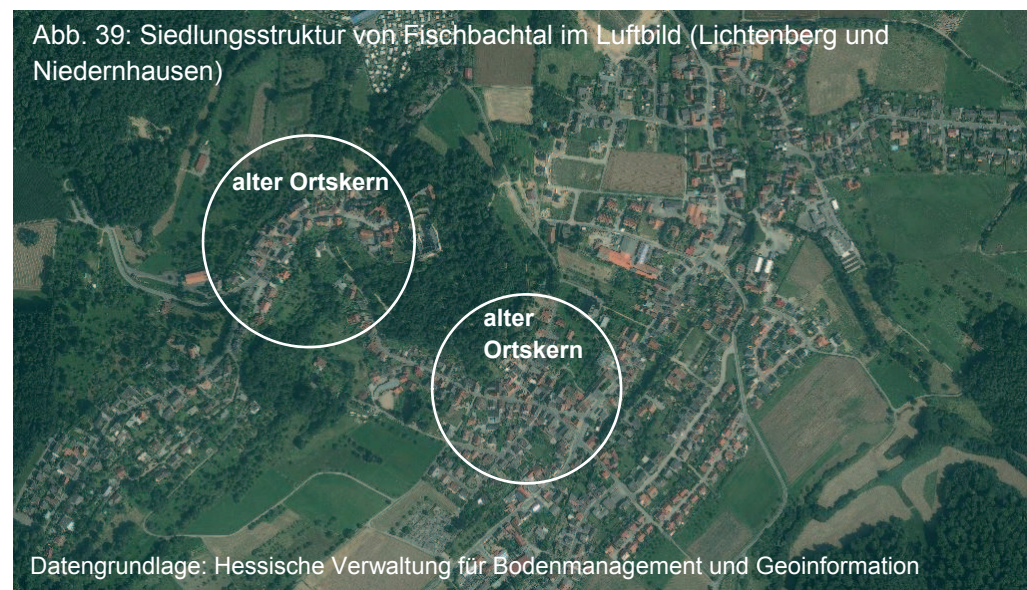 Abb. 39: Siedlungsstruktur von Fischbachtal im Luftbild (Lichtenberg und
Niedernhausen)
alter Ortskern
alter
Ortskern
Datengrundlage: Hessische Verwaltung für Bodenmanagement und Geoinformation